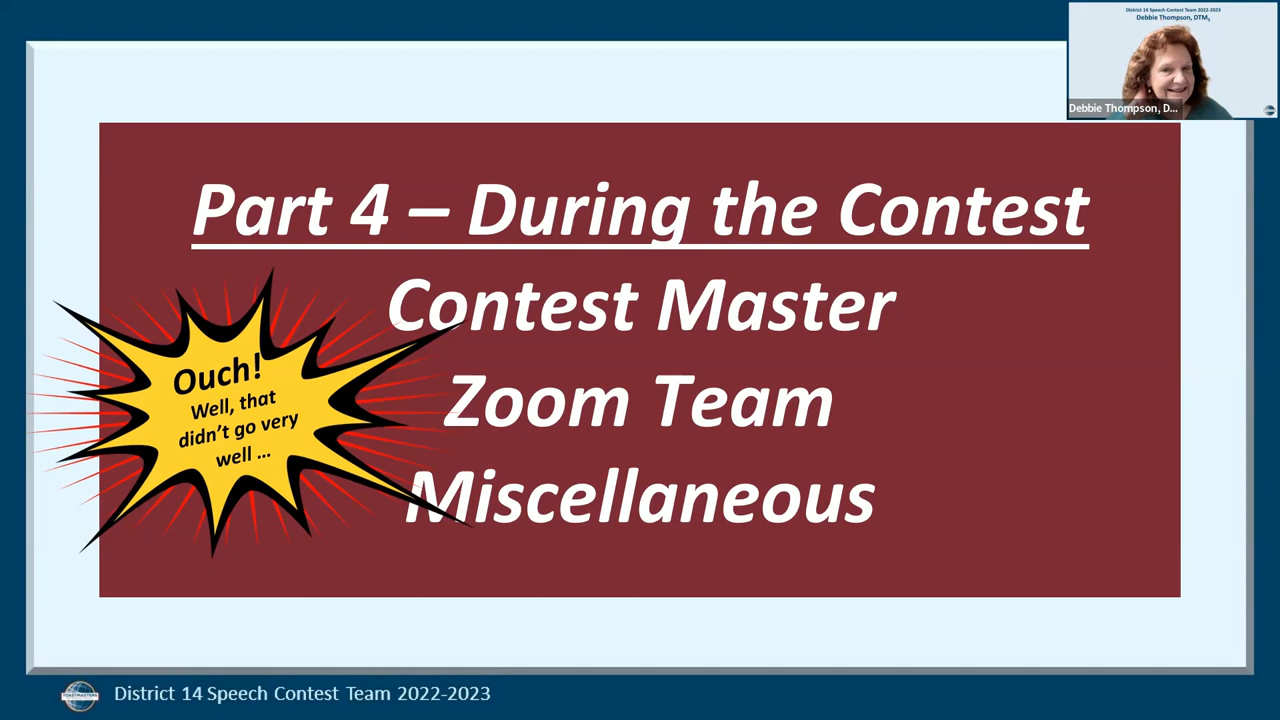 District 14 Speech Contest Team 2022-2023
Debbie Thompson, DTM
Debbie Thompson, D...
Part 4 – During the Contest
Contest Master
Zoom Team
Miscellaneous
Ouch!
Well, that
didn't go very
well ...
TOASTMASTERS
District 14 Speech Contest Team 2022-2023